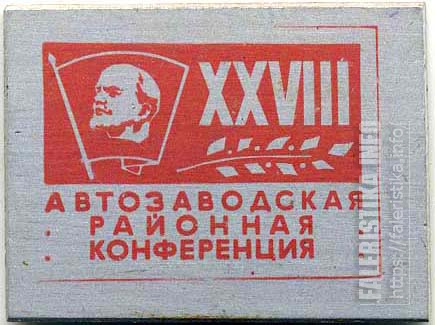 XXVIII
АВТОЗАВОДСКАЯ
РАЙОННАЯ
КОНФЕРЕНЦИЯ
FALERISTIKA.INFO
https://faleristika.info